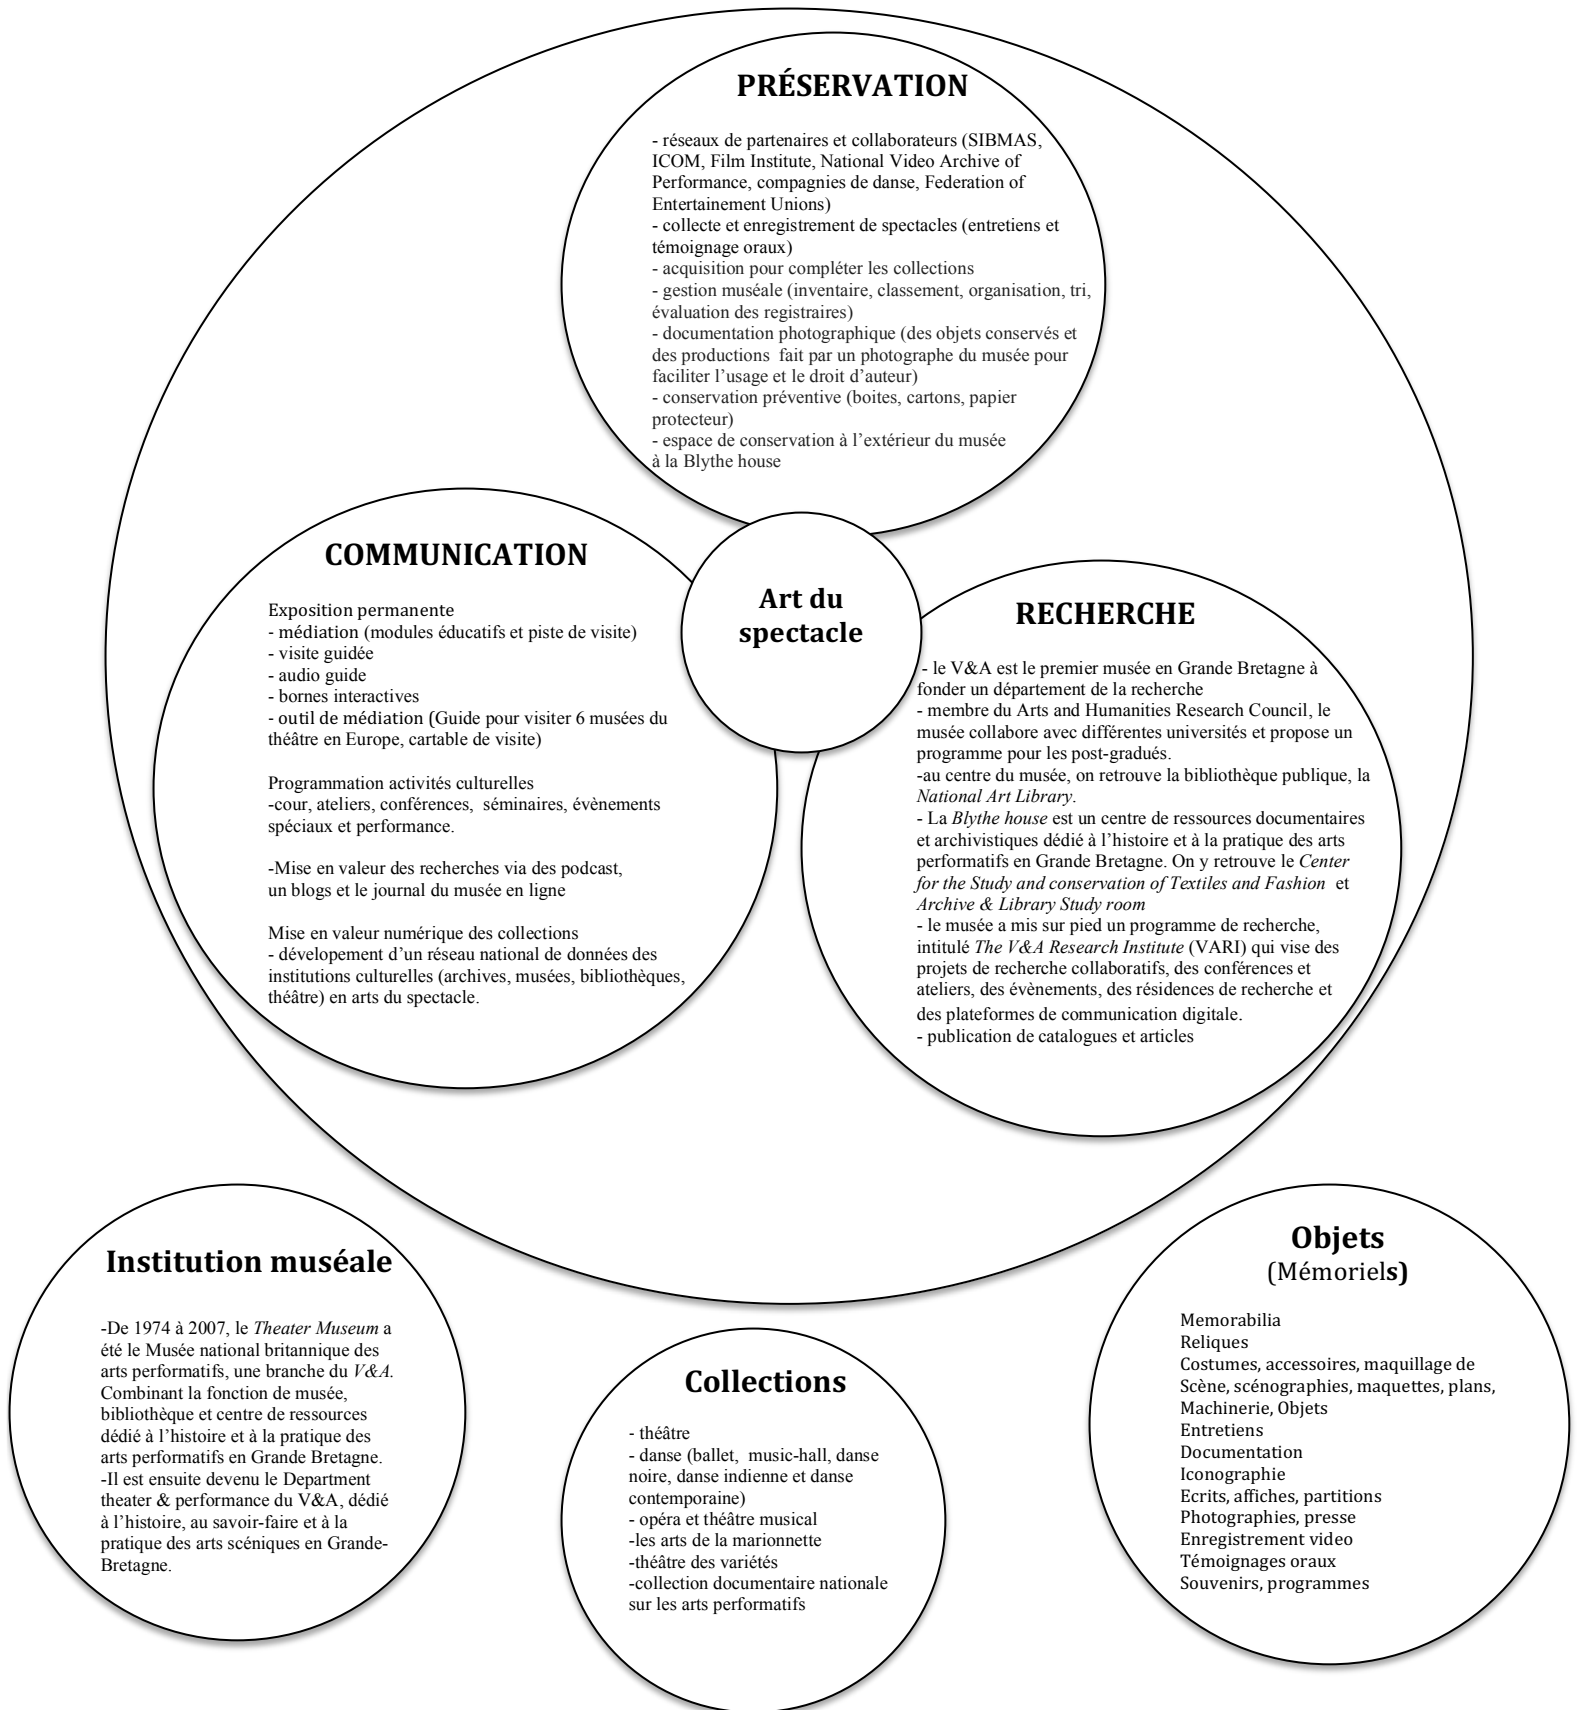 PRÉSERVATION
- réseaux de partenaires et collaborateurs (SIBMAS,
ICOM, Film Institute, National Video Archive of
Performance, compagnies de danse, Federation of
Entertainement Unions)
- collecte et enregistrement de spectacles (entretiens et
témoignage oraux)
- acquisition pour compléter les collections
- gestion muséale (inventaire, classement, organisation, tri,
évaluation des registraires)
- documentation photographique (des objets conservés et
des productions fait par un photographe du musée pour
faciliter l'usage et le droit d'auteur)
- conservation préventive (boites, cartons, papier
protecteur)
- espace de conservation à l'extérieur du musée
à la Blythe house
COMMUNICATION
Exposition permanente
- médiation (modules éducatifs et piste de visite)
- visite guidée
- audio guide
- bornes interactives
- outil de médiation (Guide pour visiter 6 musées du
théâtre en Europe, cartable de visite)
Programmation activités culturelles
-cour, ateliers, conférences, séminaires, évènements
spéciaux et performance.
-Mise en valeur des recherches via des podcast,
un blogs et le journal du musée en ligne
Mise en valeur numérique des collections
- dévelopement d'un réseau national de données des
institutions culturelles (archives, musées, bibliothèques,
théâtre) en arts du spectacle.
Art du
spectacle
RECHERCHE
- le V&A est le premier musée en Grande Bretagne à
fonder un département de la recherche
- membre du Arts and Humanities Research Council, le
musée collabore avec différentes universités et propose un
programme pour les post-gradués.
-au centre du musée, on retrouve la bibliothèque publique, la
National Art Library.
- La Blythe house est un centre de ressources documentaires
et archivistiques dédié à l'histoire et à la pratique des arts
performatifs en Grande Bretagne. On y retrouve le Center
for the Study and conservation of Textiles and Fashion et
Archive & Library Study room
- le musée a mis sur pied un programme de recherche,
intitulé The V&A Research Institute (VARI) qui vise des
projets de recherche collaboratifs, des conférences et
ateliers, des évènements, des résidences de recherche et
des plateformes de communication digitale.
- publication de catalogues et articles
Institution muséale
-De 1974 à 2007, le Theater Museum a
été le Musée national britannique des
arts performatifs, une branche du V&A.
Combinant la fonction de musée,
bibliothèque et centre de ressources
dédié à l'histoire et à la pratique des
arts performatifs en Grande Bretagne.
-Il est ensuite devenu le Department
theater & performance du V&A, dédié
à l'histoire, au savoir-faire et à la
pratique des arts scéniques en Grande-
Bretagne.
Collections
- théâtre
- danse (ballet, music-hall, danse
noire, danse indienne et danse
contemporaine)
- opéra et théâtre musical
-les arts de la marionnette
-théâtre des variétés
-collection documentaire nationale
sur les arts performatifs
Objets
(Mémoriels)
Memorabilia
Reliques
Costumes, accessoires, maquillage de
Scène, scénographies, maquettes, plans,
Machinerie, Objets
Entretiens
Documentation
Iconographie
Ecrits, affiches, partitions
Photographies, presse
Enregistrement video
Témoignages oraux
Souvenirs, programmes